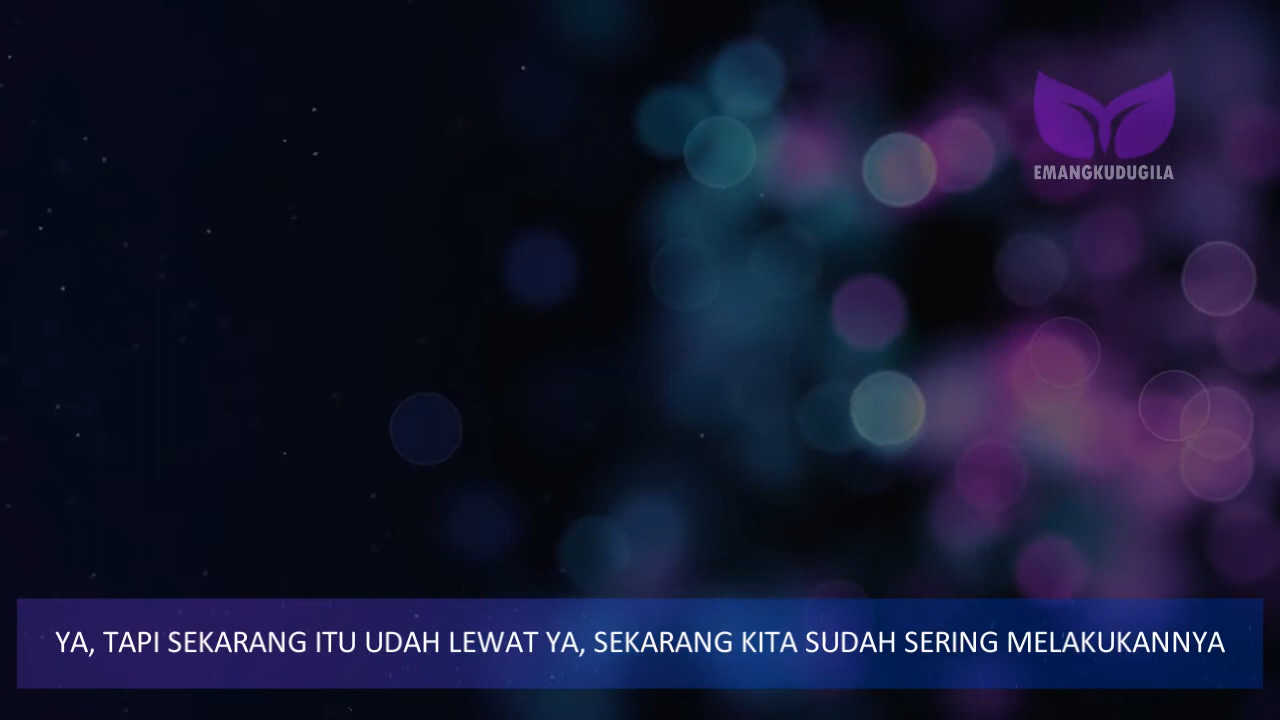 EMANGKUDUGILA
YA, TAPI SEKARANG ITU UDAH LEWAT YA, SEKARANG KITA SUDAH SERING MELAKUKANNYA